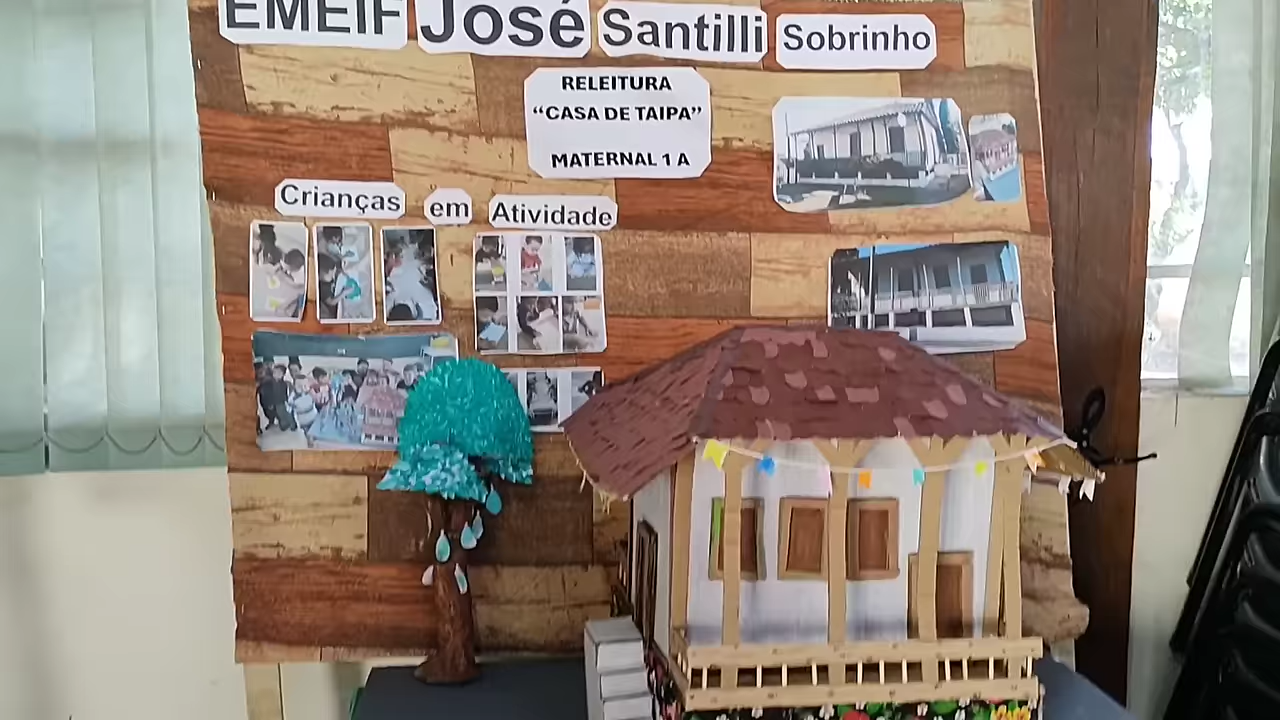 EMEIF José Santilli Sobrinho
RELEITURA
“CASA DE TAIPA”
MATERNAL 1 A
Crianças em Atividade